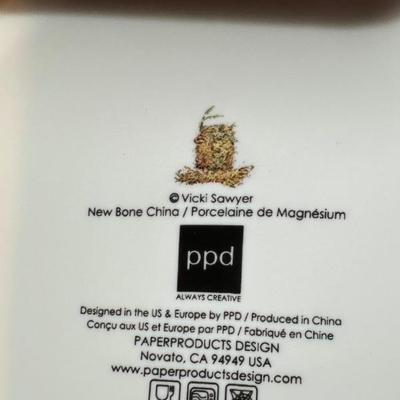 © Vicki Sawyer
New Bone China / Porcelaine de Magnésium
ppd
ALWAYS CREATIVE
Designed in the US & Europe by PPD / Produced in China
Conçu aux US et Europe par PPD / Fabriqué en Chine
PAPERPRODUCTS DESIGN
Novato, CA 94949 USA
www.paperproductsdesign.com